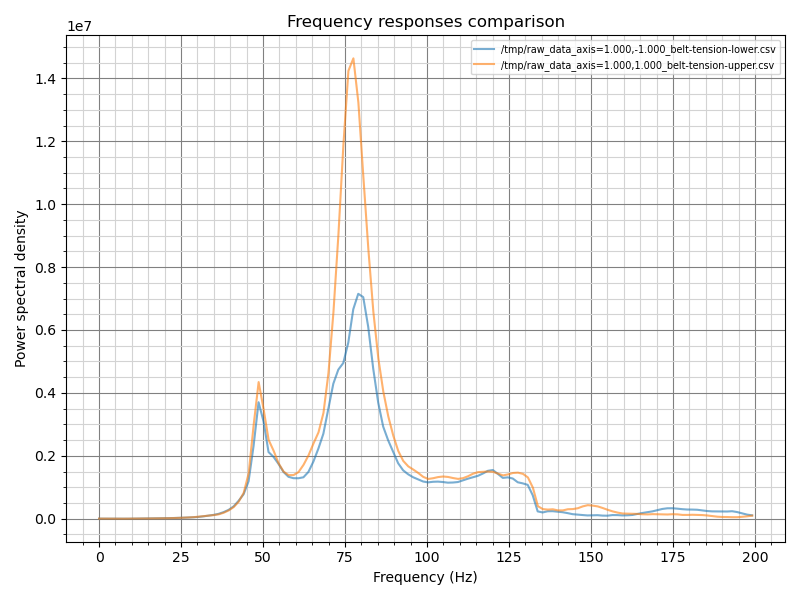 Frequency responses comparison
1e7
/tmp/raw_data_axis=1.000,-1.000_belt-tension-lower.csv
/tmp/raw_data_axis=1.000,1.000_belt-tension-upper.csv
1.4
1.2
1.0
0.8
0.6
0.4
0.2
0.0
Power spectral density
0 25 50 75 100 125 150 175 200
Frequency (Hz)